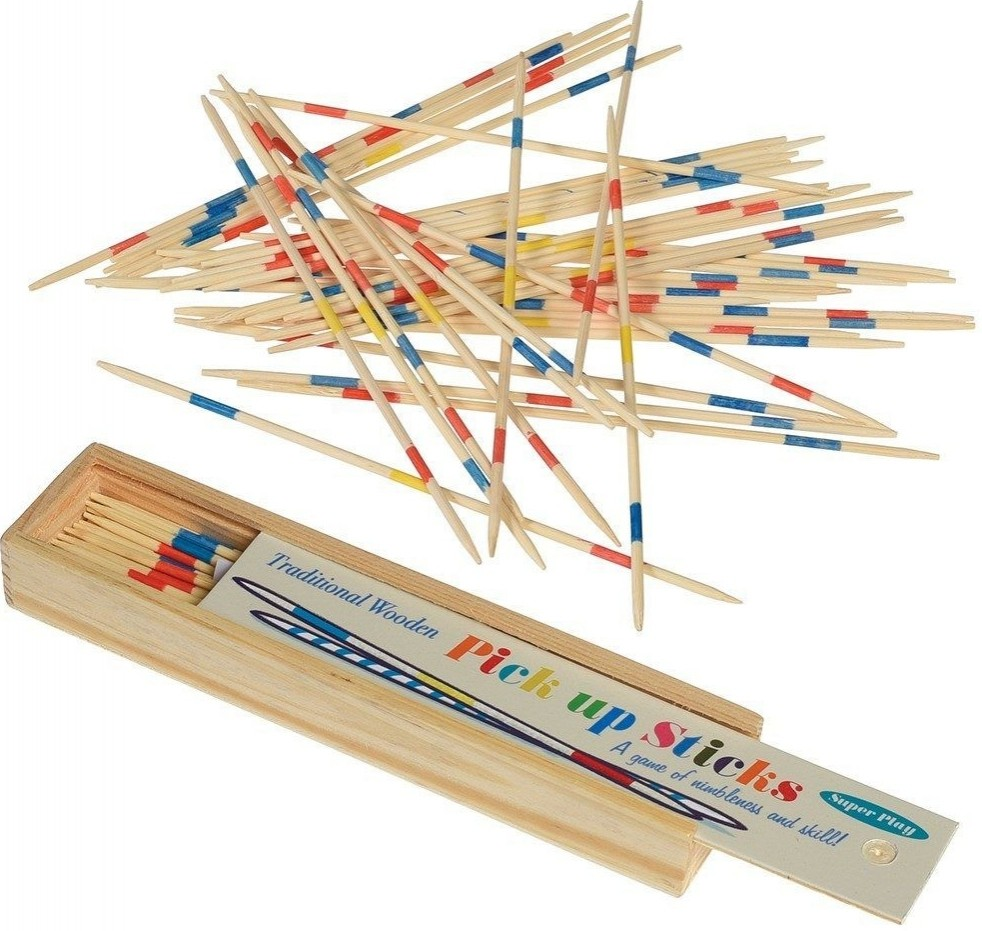 Traditional Wooden
Pick up Sticks
A game of nimbleness and skill!
Super Play